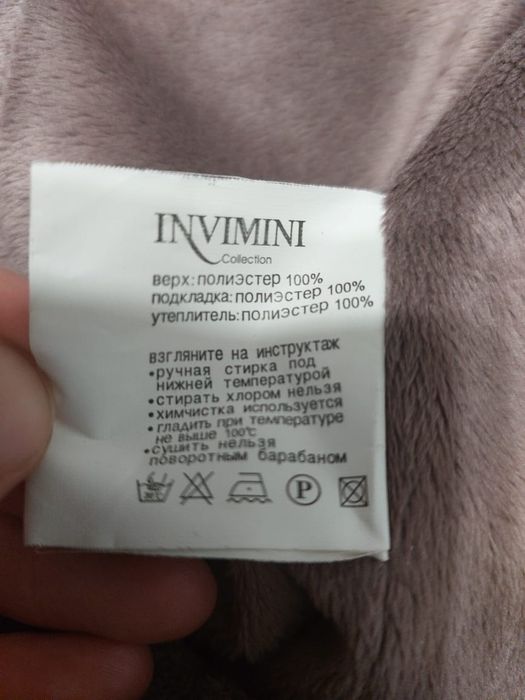 INVIMINI
Collection
верх: полиэстер 100%
подкладка: полиэстер 100%
утеплитель: полиэстер 100%
взгляните на инструктаж
•ручная стирка под
нижней температурой
•стирать хлором нельзя
•химчистка используется
•гладить при температуре
не выше 100℃
•сушить нельзя
поворотным барабаном
P